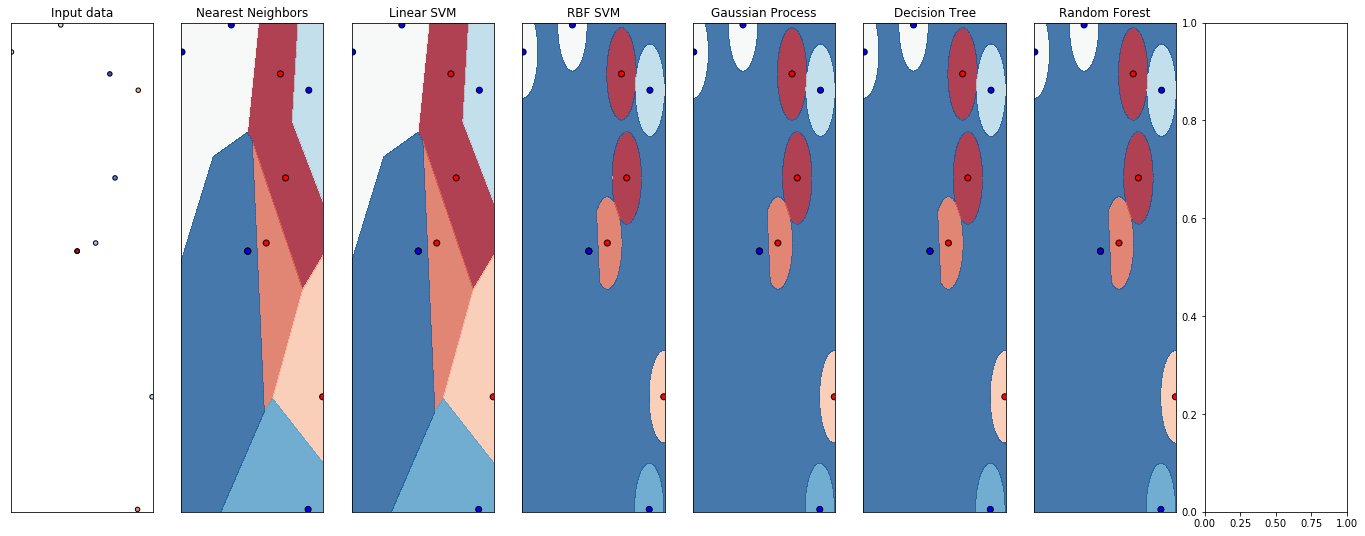 Input data
Nearest Neighbors
Linear SVM
RBF SVM
Gaussian Process
Decision Tree
Random Forest
1.0
0.8
0.6
0.4
0.2
0.0
0.00 0.25 0.50 0.75 1.00